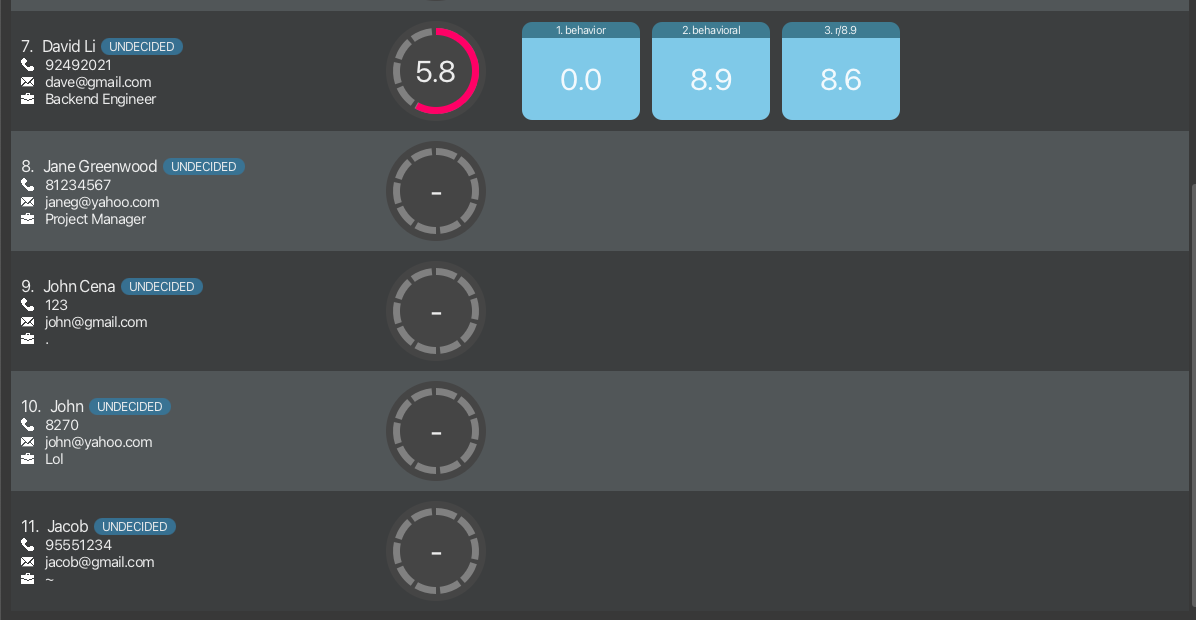 7. David Li UNDECIDED
92492021
dave@gmail.com
Backend Engineer
5.8
1. behavior
0.0
2. behavioral
8.9
3. r/8.9
8.6
8. Jane Greenwood UNDECIDED
81234567
janeg@yahoo.com
Project Manager
-
9. John Cena UNDECIDED
123
john@gmail.com
.
-
10. John UNDECIDED
8270
john@yahoo.com
Lol
-
11. Jacob UNDECIDED
95551234
jacob@gmail.com
~
-